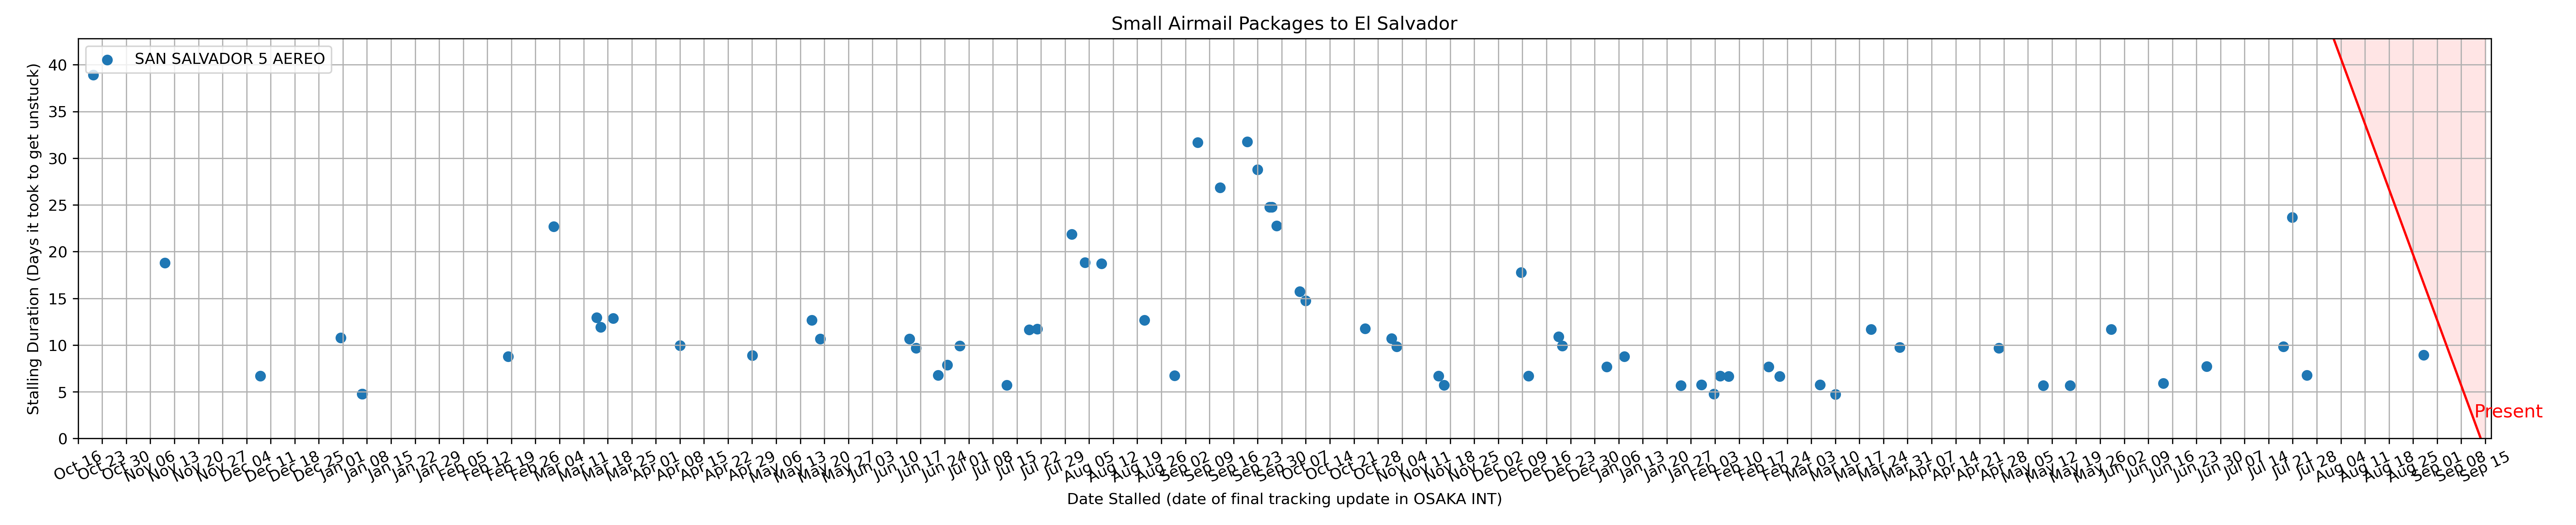 Small Airmail Packages to El Salvador
SAN SALVADOR 5 AEREO
Stalling Duration (Days it took to get unstuck)
40
35
30
25
20
15
10
5
0
Present
Oct 16 Oct 23 Oct 30 Nov 06 Nov 13 Nov 20 Nov 27 Dec 04 Dec 11 Dec 18 Dec 25 Jan 01 Jan 08 Jan 15 Jan 22 Jan 29 Feb 05 Feb 12 Feb 19 Feb 26 Mar 04 Mar 11 Mar 18 Mar 25 Apr 01 Apr 08 Apr 15 Apr 22 Apr 29 May 06 May 13 May 20 May 27 Jun 03 Jun 10 Jun 17 Jun 24 Jul 01 Jul 08 Jul 15 Jul 22 Jul 29 Aug 05 Aug 12 Aug 19 Aug 26 Sep 02 Sep 09 Sep 16 Sep 23 Sep 30 Oct 07 Oct 14 Oct 21 Oct 28 Nov 04 Nov 11 Nov 18 Nov 25 Dec 02 Dec 09 Dec 16 Dec 23 Dec 30 Jan 06 Jan 13 Jan 20 Jan 27 Feb 03 Feb 10 Feb 17 Feb 24 Mar 03 Mar 10 Mar 17 Mar 24 Mar 31 Apr 07 Apr 14 Apr 21 Apr 28 May 05 May 12 May 19 May 26 Jun 02 Jun 09 Jun 16 Jun 23 Jun 30 Jul 07 Jul 14 Jul 21 Jul 28 Aug 04 Aug 11 Aug 18 Aug 25 Sep 01 Sep 08 Sep 15
Date Stalled (date of final tracking update in OSAKA INT)